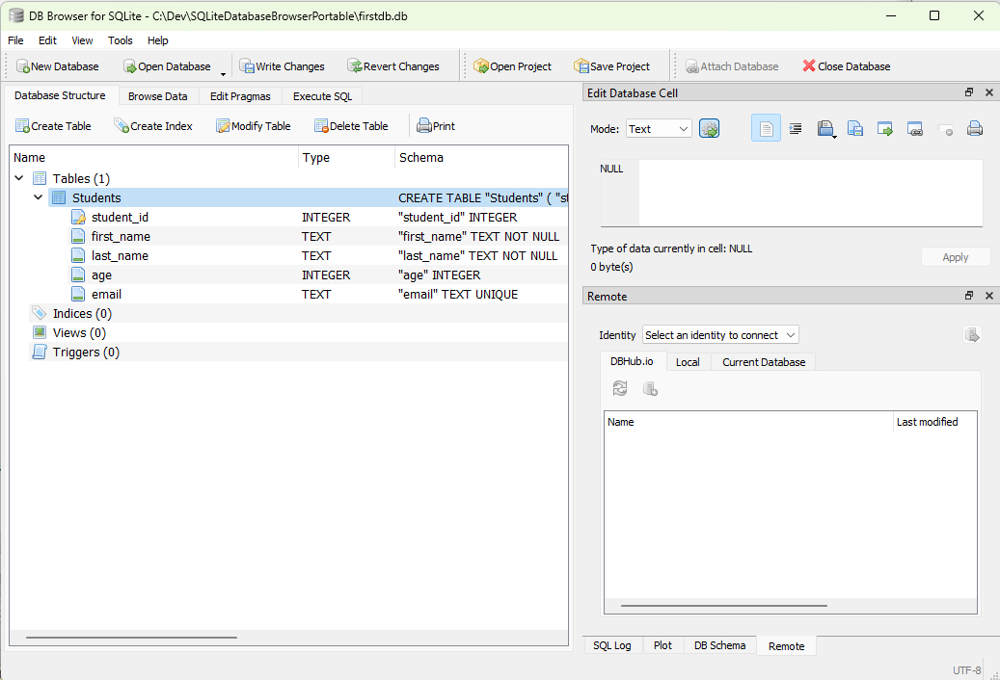 DB Browser for SQLite - C:\Dev\SQLiteDatabaseBrowserPortable\firstdb.db
File Edit View Tools Help
New Database Open Database Write Changes Revert Changes Open Project Save Project Attach Database Close Database
Database Structure Browse Data Edit Pragmas Execute SQL
Create Table Create Index Modify Table Delete Table Print
Name Type Schema
Tables (1)
Students CREATE TABLE "Students" ( "st
student_id INTEGER "student_id" INTEGER
first_name TEXT "first_name" TEXT NOT NULL
last_name TEXT "last_name" TEXT NOT NULL
age INTEGER "age" INTEGER
email TEXT "email" TEXT UNIQUE
Indices (0)
Views (0)
Triggers (0)
Edit Database Cell
Mode: Text
NULL
Type of data currently in cell: NULL
0 byte(s)
Apply
Remote
Identity Select an identity to connect
DBHub.io Local Current Database
Name Last modified
SQL Log Plot DB Schema Remote
UTF-8